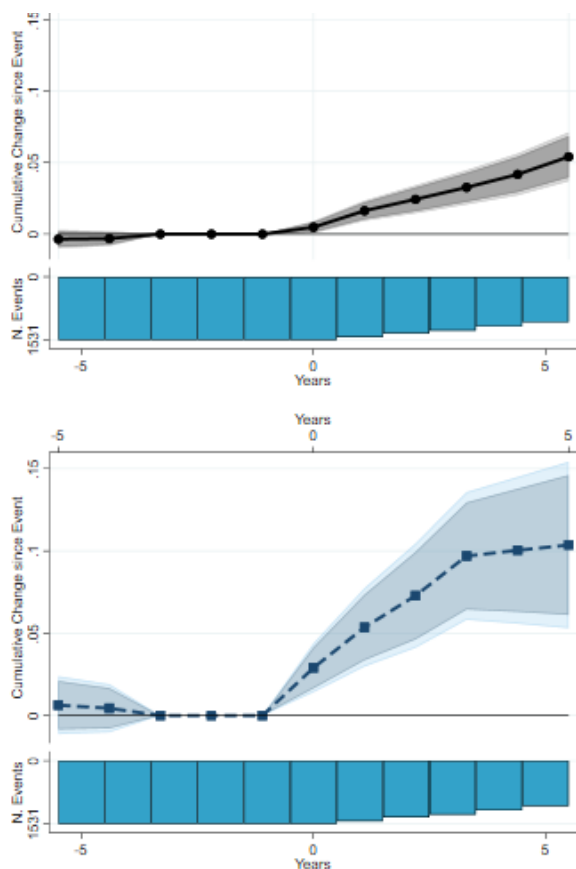 .15
.1
.05
0
Cumulative Change since Event
0
1531
N. Events
-5 0 5
Years
Years
-5 0 5
.15
.1
.05
0
Cumulative Change since Event
0
1531
N. Events
-5 0 5
Years